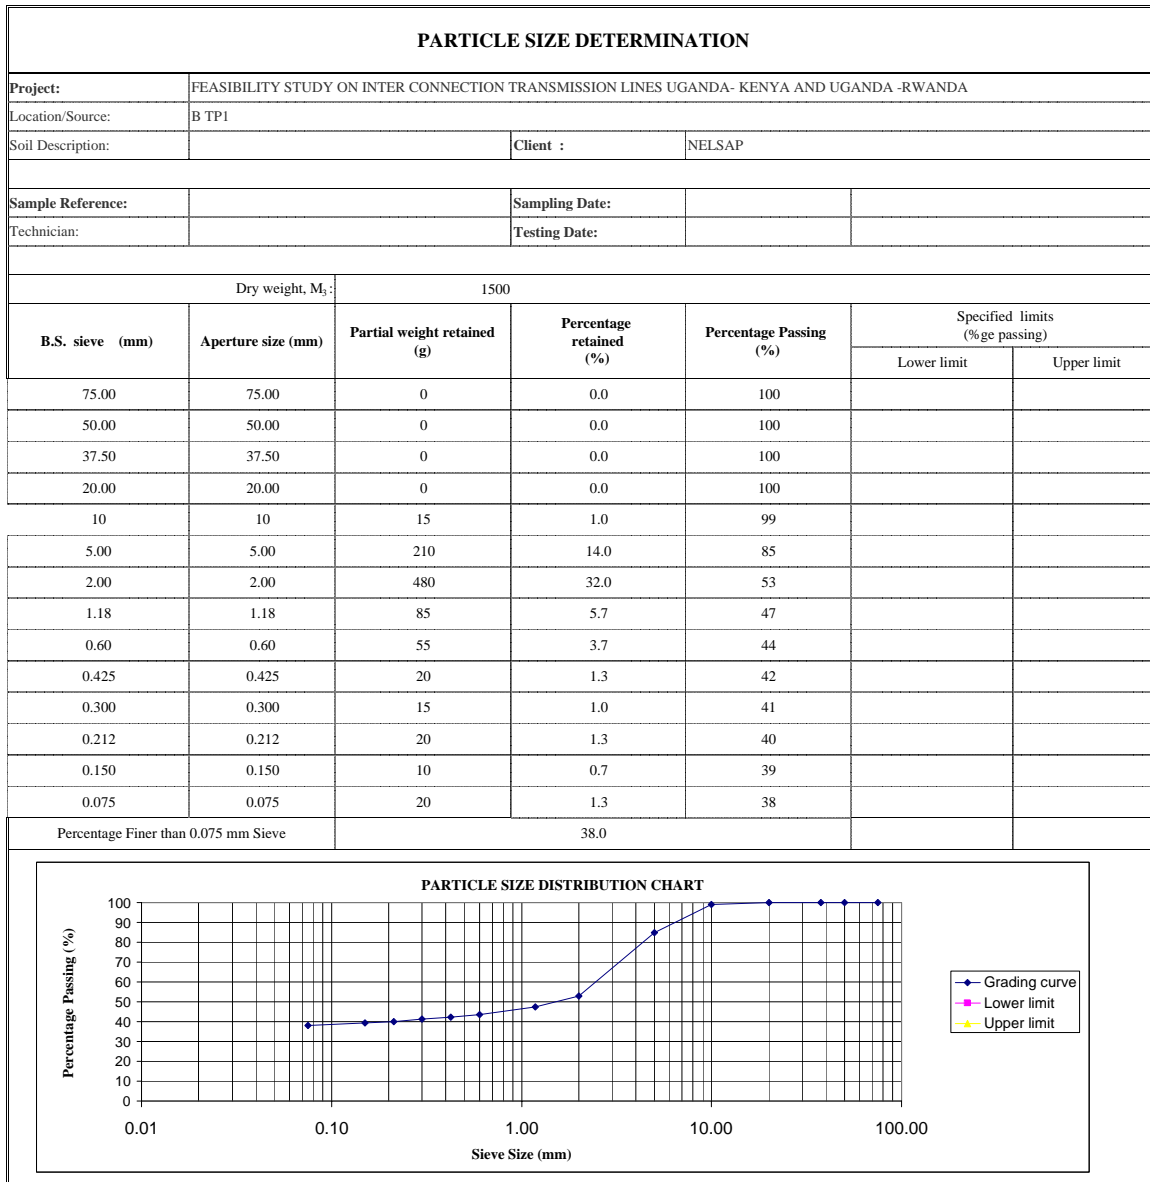 PARTICLE SIZE DETERMINATION
Project: FEASIBILITY STUDY ON INTER CONNECTION TRANSMISSION LINES UGANDA- KENYA AND UGANDA -RWANDA
Location/Source: B TP1
Soil Description: Client : NELSAP
Sample Reference: Sampling Date:
Technician: Testing Date:
Dry weight, M3 : 1500
B.S. sieve (mm) Aperture size (mm) Partial weight retained (g) Percentage retained (%) Percentage Passing (%) Specified limits (%ge passing)
Lower limit Upper limit
75.00 75.00 0 0.0 100
50.00 50.00 0 0.0 100
37.50 37.50 0 0.0 100
20.00 20.00 0 0.0 100
10 10 15 1.0 99
5.00 5.00 210 14.0 85
2.00 2.00 480 32.0 53
1.18 1.18 85 5.7 47
0.60 0.60 55 3.7 44
0.425 0.425 20 1.3 42
0.300 0.300 15 1.0 41
0.212 0.212 20 1.3 40
0.150 0.150 10 0.7 39
0.075 0.075 20 1.3 38
Percentage Finer than 0.075 mm Sieve 38.0
PARTICLE SIZE DISTRIBUTION CHART
Percentage Passing (%)
100
90
80
70
60
50
40
30
20
10
0
0.01 0.10 1.00 10.00 100.00
Sieve Size (mm)
Grading curve
Lower limit
Upper limit